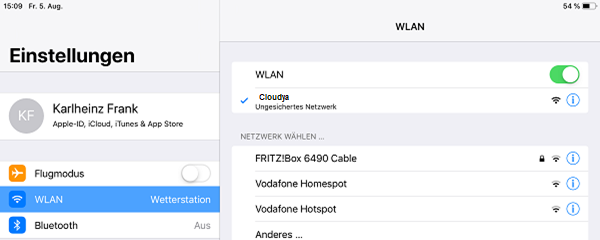 15:09 Fr. 5. Aug.
54 %
Einstellungen
KF
Karlheinz Frank
Apple-ID, iCloud, iTunes & App Store
Flugmodus
WLAN Wetterstation
Bluetooth Aus
WLAN
WLAN
Cloudya
Ungesichertes Netzwerk
NETZWERK WÄHLEN ...
FRITZ!Box 6490 Cable
Vodafone Homespot
Vodafone Hotspot
Anderes ...